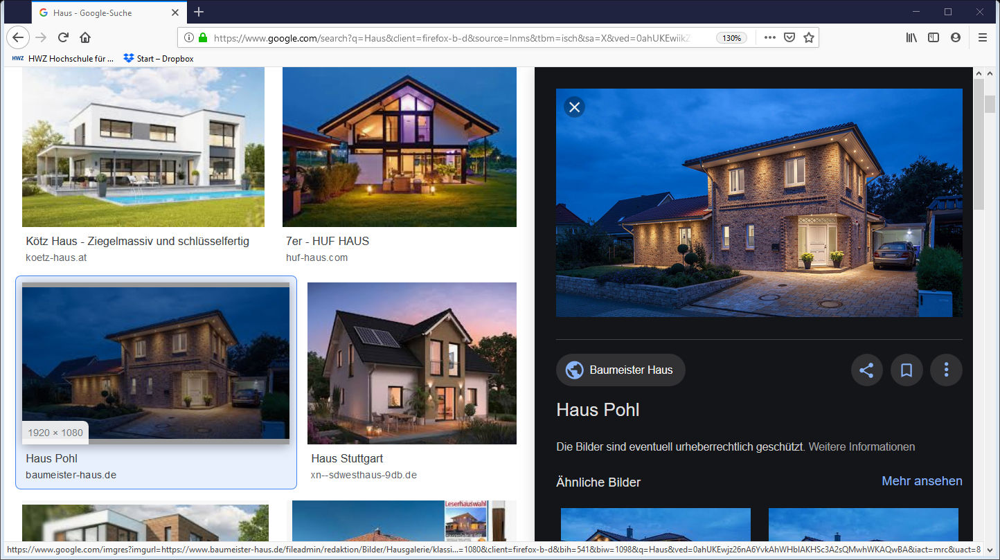 Haus - Google-Suche
https://www.google.com/search?q=Haus&client=firefox-b-d&source=lnms&tbm=isch&sa=X&ved=0ahUKEwiik
130%
HWZ HWZ Hochschule für ...
Start – Dropbox
Kötz Haus - Ziegelmassiv und schlüsselfertig
koetz-haus.at
7er - HUF HAUS
huf-haus.com
1920 × 1080
Haus Pohl
baumeister-haus.de
Haus Stuttgart
xn--sdwesthaus-9db.de
Leserhauswahl
Baumeister Haus
Haus Pohl
Die Bilder sind eventuell urheberrechtlich geschützt. Weitere Informationen
Ähnliche Bilder
Mehr ansehen
https://www.google.com/imgres?imgurl=https://www.baumeister-haus.de/fileadmin/redaktion/Bilder/Hausgalerie/klassi...=1080&client=firefox-b-d&bih=541&biw=1098&q=Haus&ved=0ahUKEwjz26nA6YvkAhWHbIAKHSc3A2sQMwhWKAQwBA&iact=mrc&uact=8